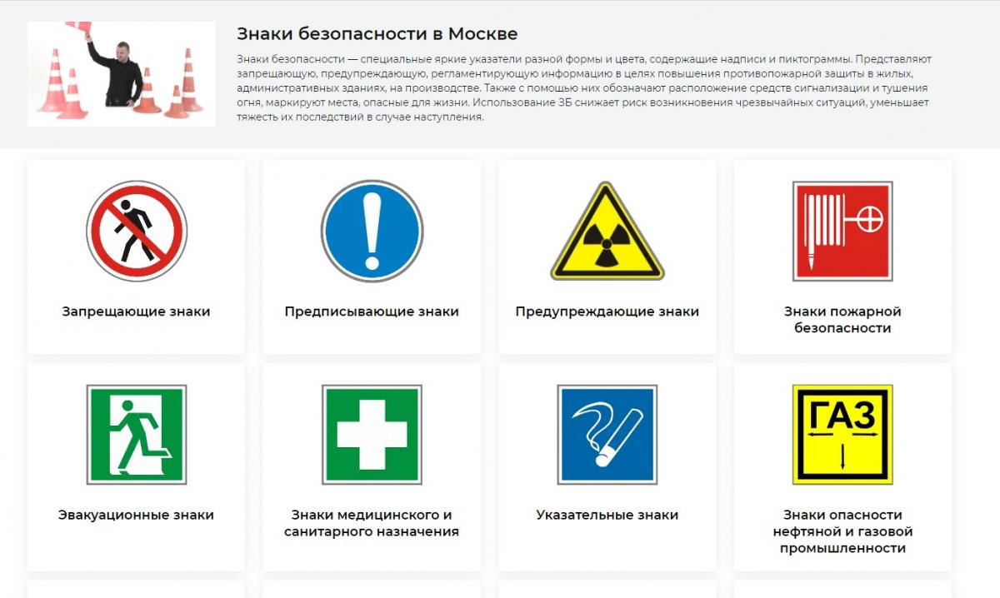 Знаки безопасности в Москве
Знаки безопасности — специальные яркие указатели разной формы и цвета, содержащие надписи и пиктограммы. Представляют
запрещающую, предупреждающую, регламентирующую информацию в целях повышения противопожарной защиты в жилых,
административных зданиях, на производстве. Также с помощью них обозначают расположение средств сигнализации и тушения
огня, маркируют места, опасные для жизни. Использование ЗБ снижает риск возникновения чрезвычайных ситуаций, уменьшает
тяжесть их последствий в случае наступления.
Запрещающие знаки
Предписывающие знаки
Предупреждающие знаки
Знаки пожарной
безопасности
Эвакуационные знаки
Знаки медицинского и
санитарного назначения
Указательные знаки
ГАЗ
Знаки опасности
нефтяной и газовой
промышленности